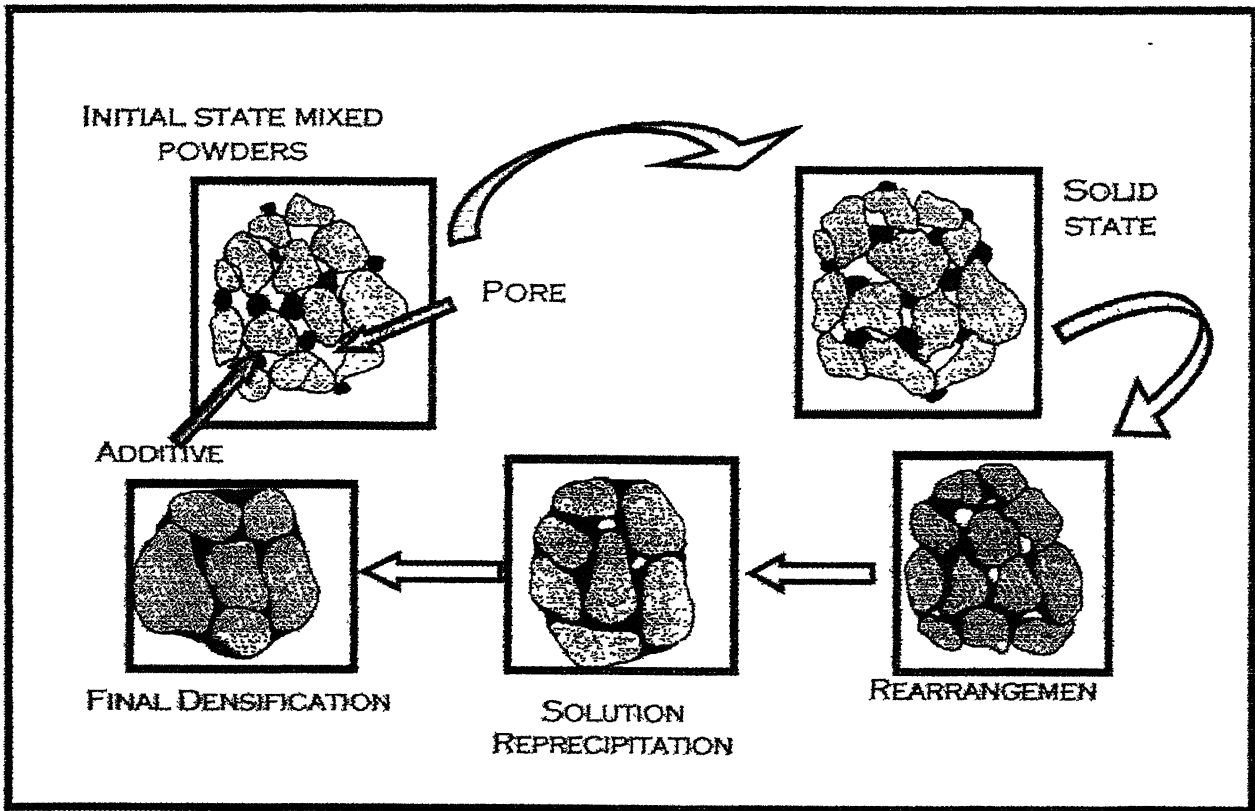 INITIAL STATE MIXED
POWDERS
SOLID
STATE
PORE
ADDITIVE
REARRANGEMEN
SOLUTION
REPRECIPITATION
FINAL DENSIFICATION